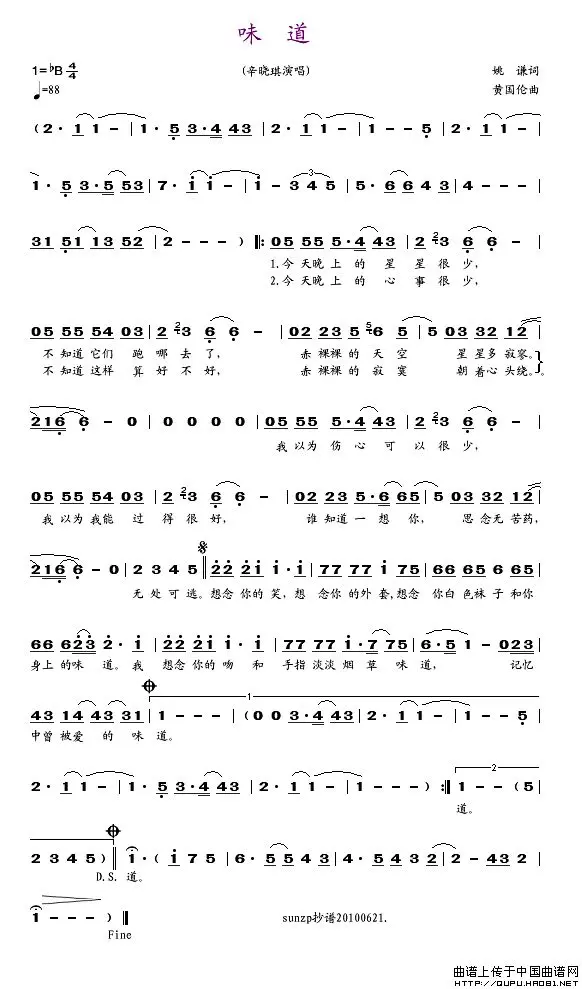 味 道
1=♭B 4/4
(辛晓琪演唱)
姚 谦词
♩=88
黄国伦曲
(2· 1 1 - | 1· 5 3·4 43 | 2· 1 1 - | 1 - - 5 | 2· 1 1 - |
1· 5 3·5 53 | 7· i i - | i - 3 4 5 | 5· 6 6 4 3 | 4 - - - |
31 51 13 52 | 2 - - - ) ‖: 05 55 5·4 43 | 2 3 6 6 - |
1.今 天晚 上 的 星 星 很 少,
2.今 天晚 上 的 心 事 很 少,
05 55 54 03 | 2 3 6 6 - | 02 23 5 6 5 | 5 03 32 12 |
不 知道 它们 跑 哪 去 了, 赤 裸裸 的 天 空 星 星多 寂寥。
不 知道 这样 算 好 不 好, 赤 裸裸 的 寂 寞 朝 着心 头绕。
216 6 - 0 | 0 0 0 0 | 05 55 5·4 43 | 2 3 6 6 - |
我 以为 伤 心 可 以 很 少,
05 55 54 03 | 2 3 6 6 - | 02 23 5·6 65 | 5 03 32 12 |
我 以为 我能 过 得 很 好, 谁 知道 一 想 你, 思 念无 苦药,
216 6 - 0 | 2 3 4 5 ‖ 22 21 i·i | 77 77 i 75 | 66 65 6 65
无 处 可 逃。想念 你的 笑, 想 念你 的外 套,想念 你白 色袜 子和你
66 623 2· i | 22 21 i i | 77 77 i·7 75 | 6·5 1 - 023 |
身上 的味 道。我 想念 你的 吻 和 手指 淡淡 烟 草 味 道, 记忆
1
43 14 43 31 | 1 - - - | (0 0 3·4 43 | 2· 1 1 - | 1 - - 5 |
中曾 被爱 的 味 道。
2
2· 1 1 - | 1· 5 3·4 43 | 2· 1 1 - | 1 - - - ) :‖ 1 - - (5 |
道。
2 3 4 5 ) ‖ i· ( i 7 5 | 6· 5 5 4 3 | 4· 5 4 3 2 | 2 - 4 3 2 |
D.S. 道。
1 - - - ) ‖
sunzp抄谱20100621.
Fine
曲谱上传于中国曲谱网
HTTP://QUPU.HAO81.NET